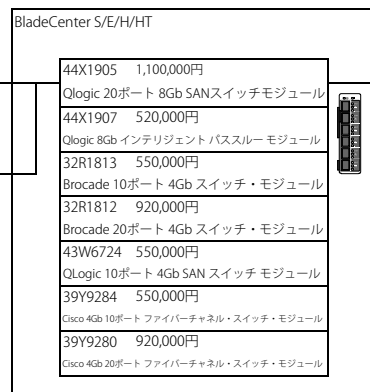 BladeCenter S/E/H/HT
44X1905 1,100,000円
Qlogic 20ポート 8Gb SANスイッチモジュール
44X1907 520,000円
Qlogic 8Gb インテリジェント パススルー モジュール
32R1813 550,000円
Brocade 10ポート 4Gb スイッチ・モジュール
32R1812 920,000円
Brocade 20ポート 4Gb スイッチ・モジュール
43W6724 550,000円
QLogic 10ポート 4Gb SAN スイッチ モジュール
39Y9284 550,000円
Cisco 4Gb 10ポート ファイバーチャネル・スイッチ・モジュール
39Y9280 920,000円
Cisco 4Gb 20ポート ファイバーチャネル・スイッチ・モジュール